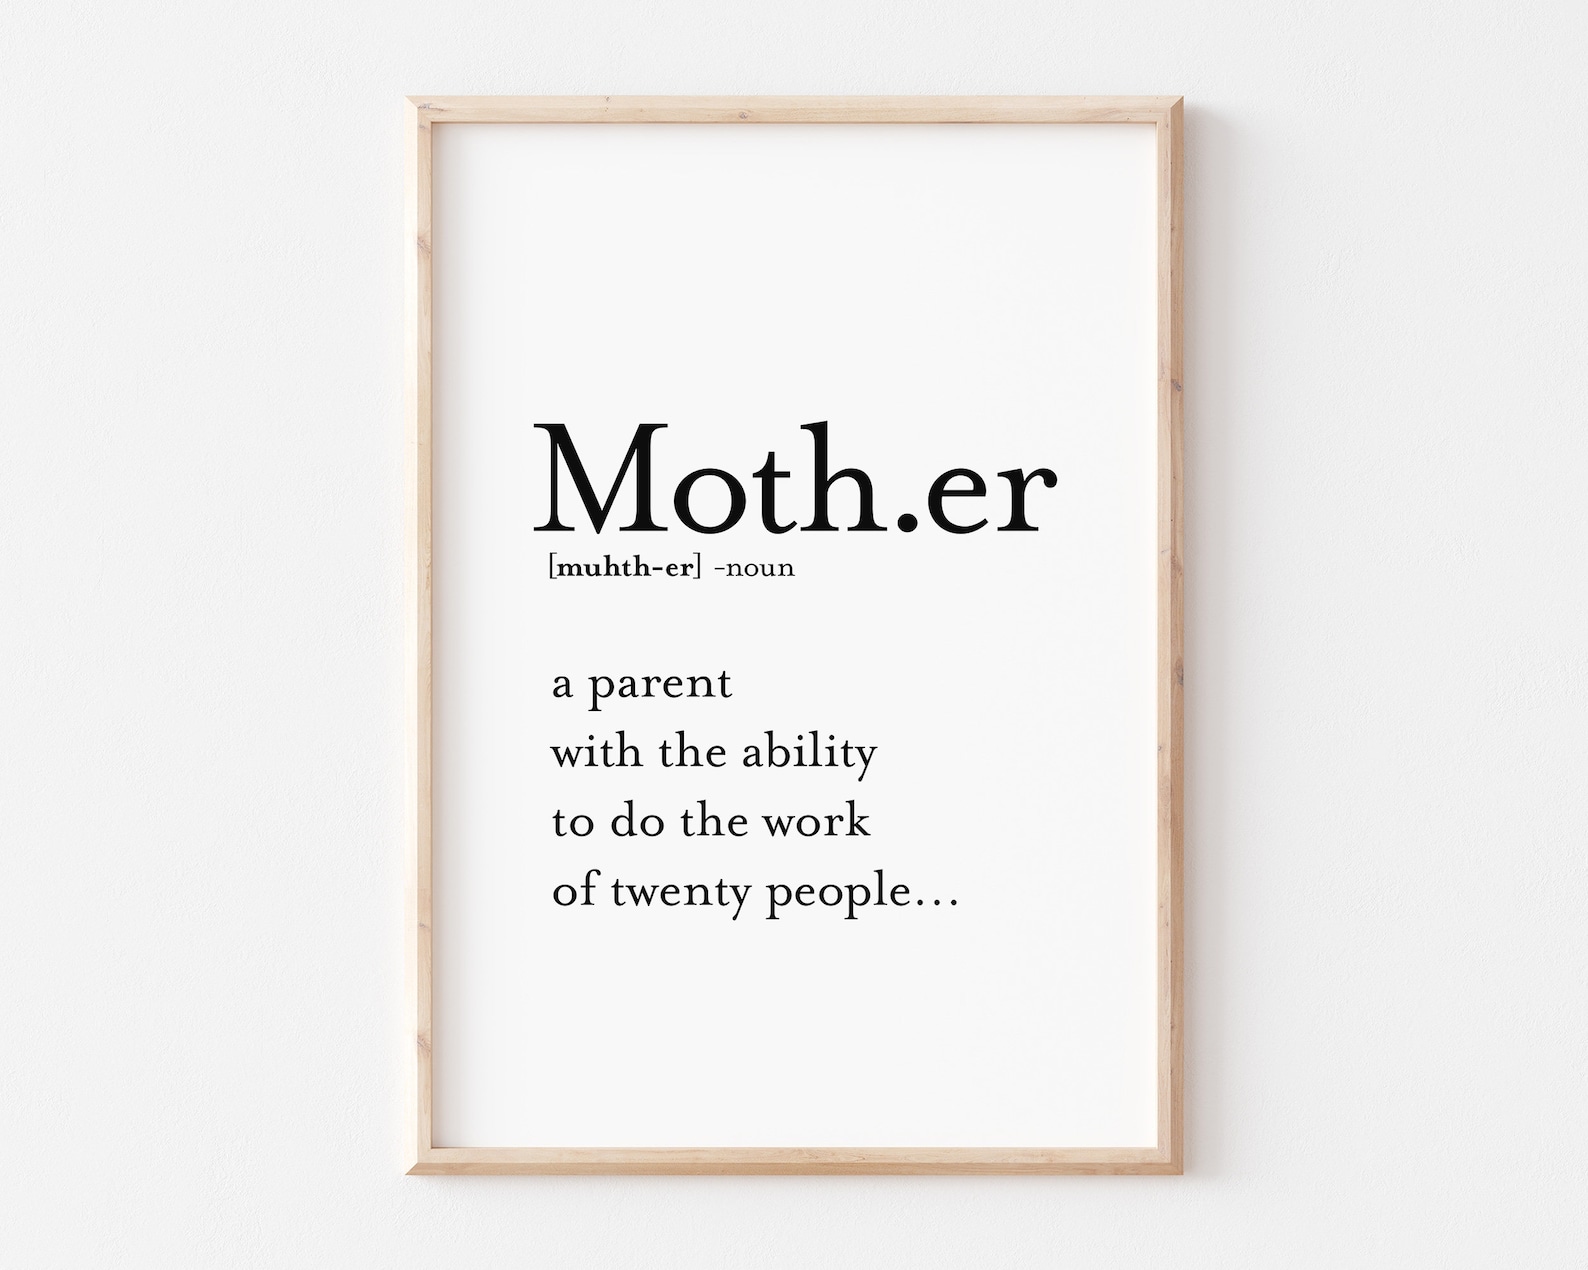 Moth.er
[muhth-er] -noun
a parent
with the ability
to do the work
of twenty people...